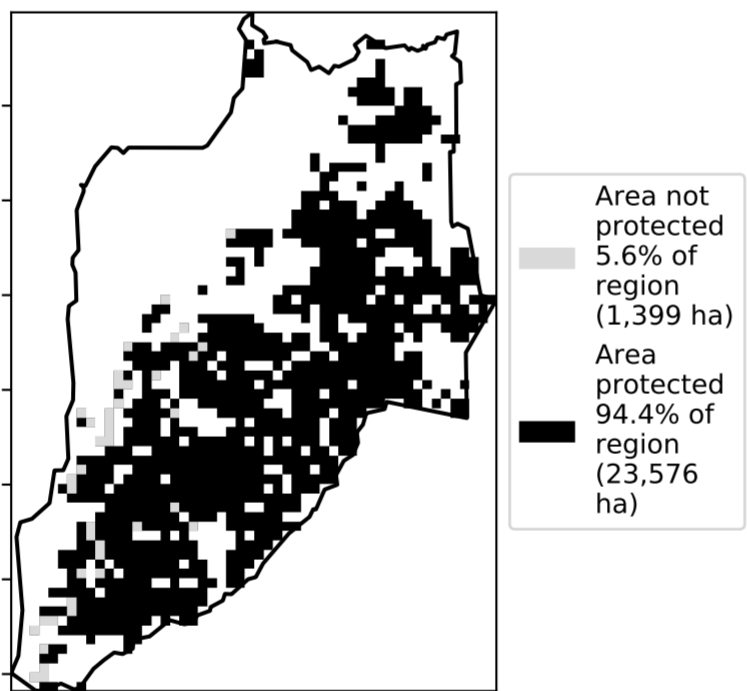 Area not
protected
5.6% of
region
(1,399 ha)
Area
protected
94.4% of
region
(23,576
ha)